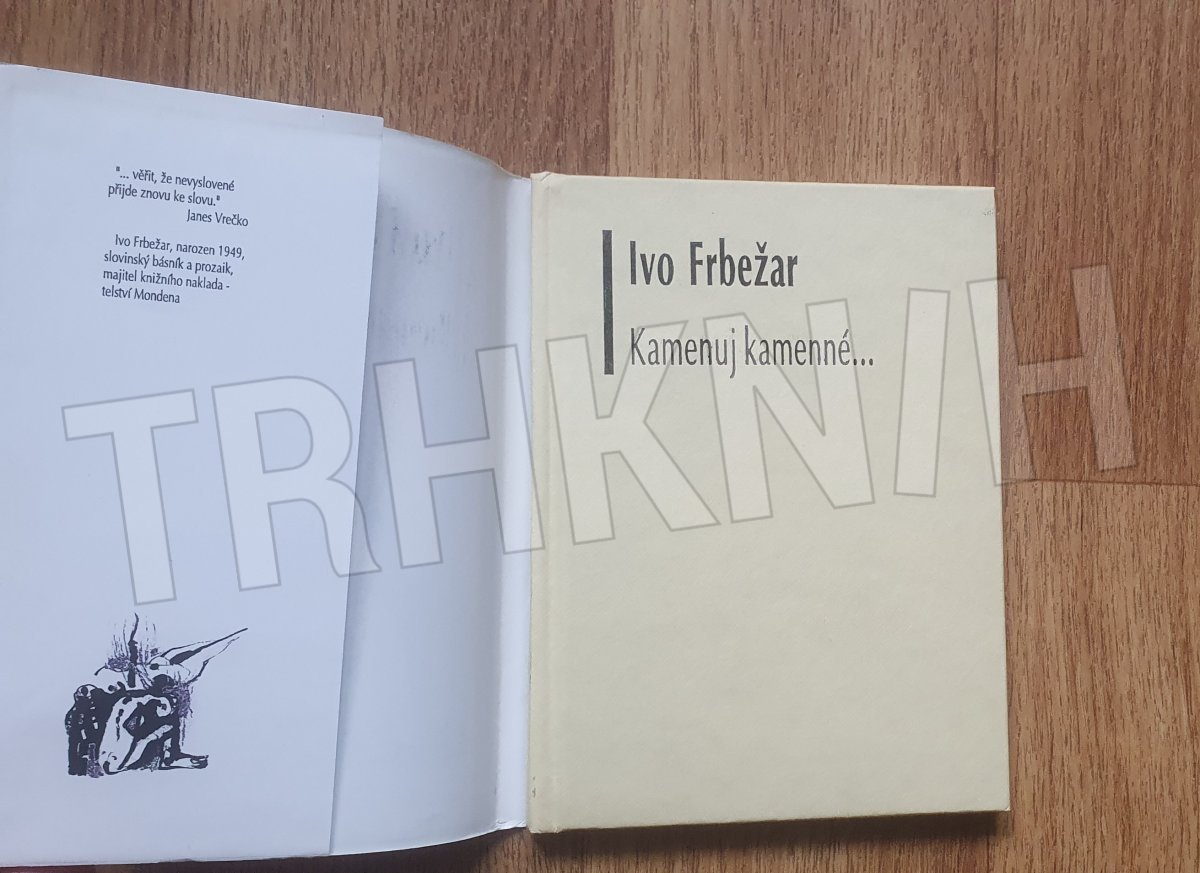 "... věřit, že nevyslovené
přijde znovu ke slovu."
Janes Vrečko
Ivo Frbežar, narozen 1949,
slovinský básník a prozaik,
majitel knižního naklada -
telství Mondena
Ivo Frbežar
Kamenuj kamenné...
TRHKNIH